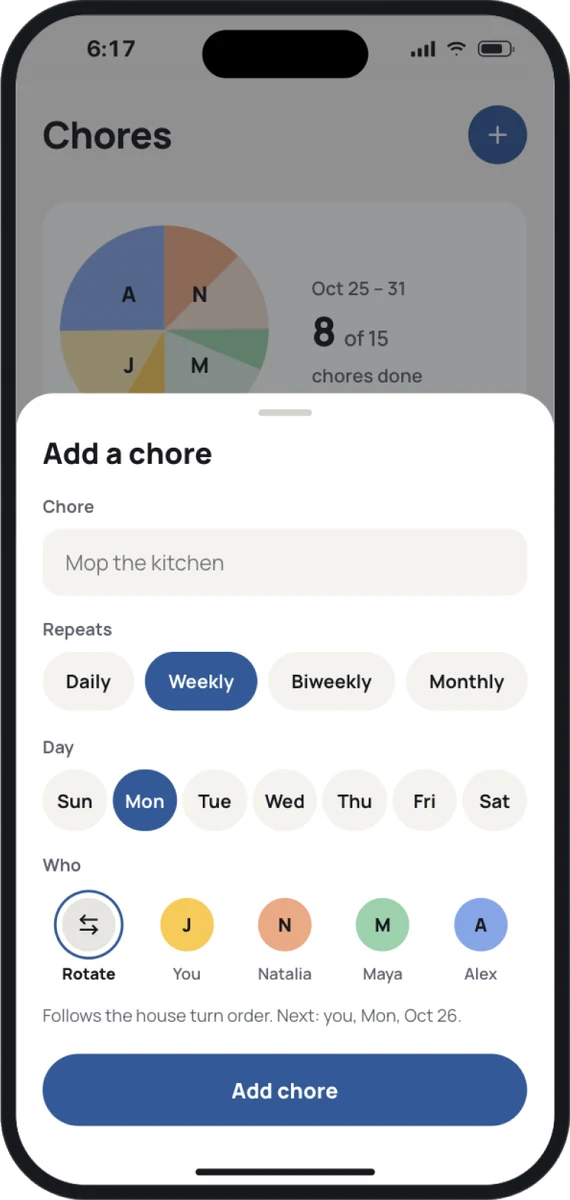 6:17
Chores
A
N
J
M
Oct 25 – 31
8 of 15
chores done
Add a chore
Chore
Mop the kitchen
Repeats
Daily Weekly Biweekly Monthly
Day
Sun Mon Tue Wed Thu Fri Sat
Who
J N M A
Rotate You Natalia Maya Alex
Follows the house turn order. Next: you, Mon, Oct 26.
Add chore